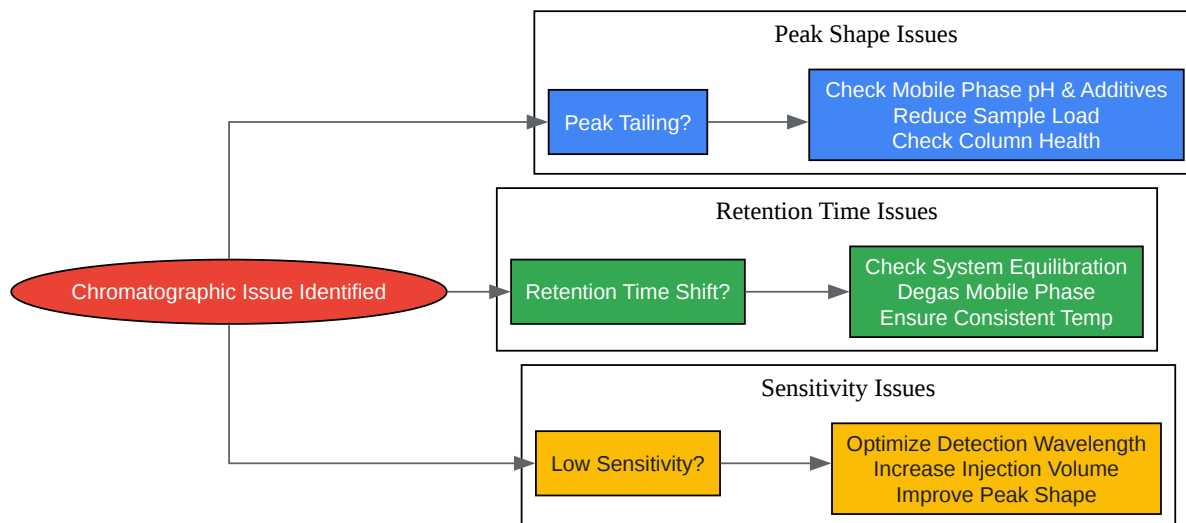 Peak Shape Issues
Peak Tailing?
Check Mobile Phase pH & Additives
Reduce Sample Load
Check Column Health
Chromatographic Issue Identified
Retention Time Issues
Retention Time Shift?
Check System Equilibration
Degas Mobile Phase
Ensure Consistent Temp
Sensitivity Issues
Low Sensitivity?
Optimize Detection Wavelength
Increase Injection Volume
Improve Peak Shape